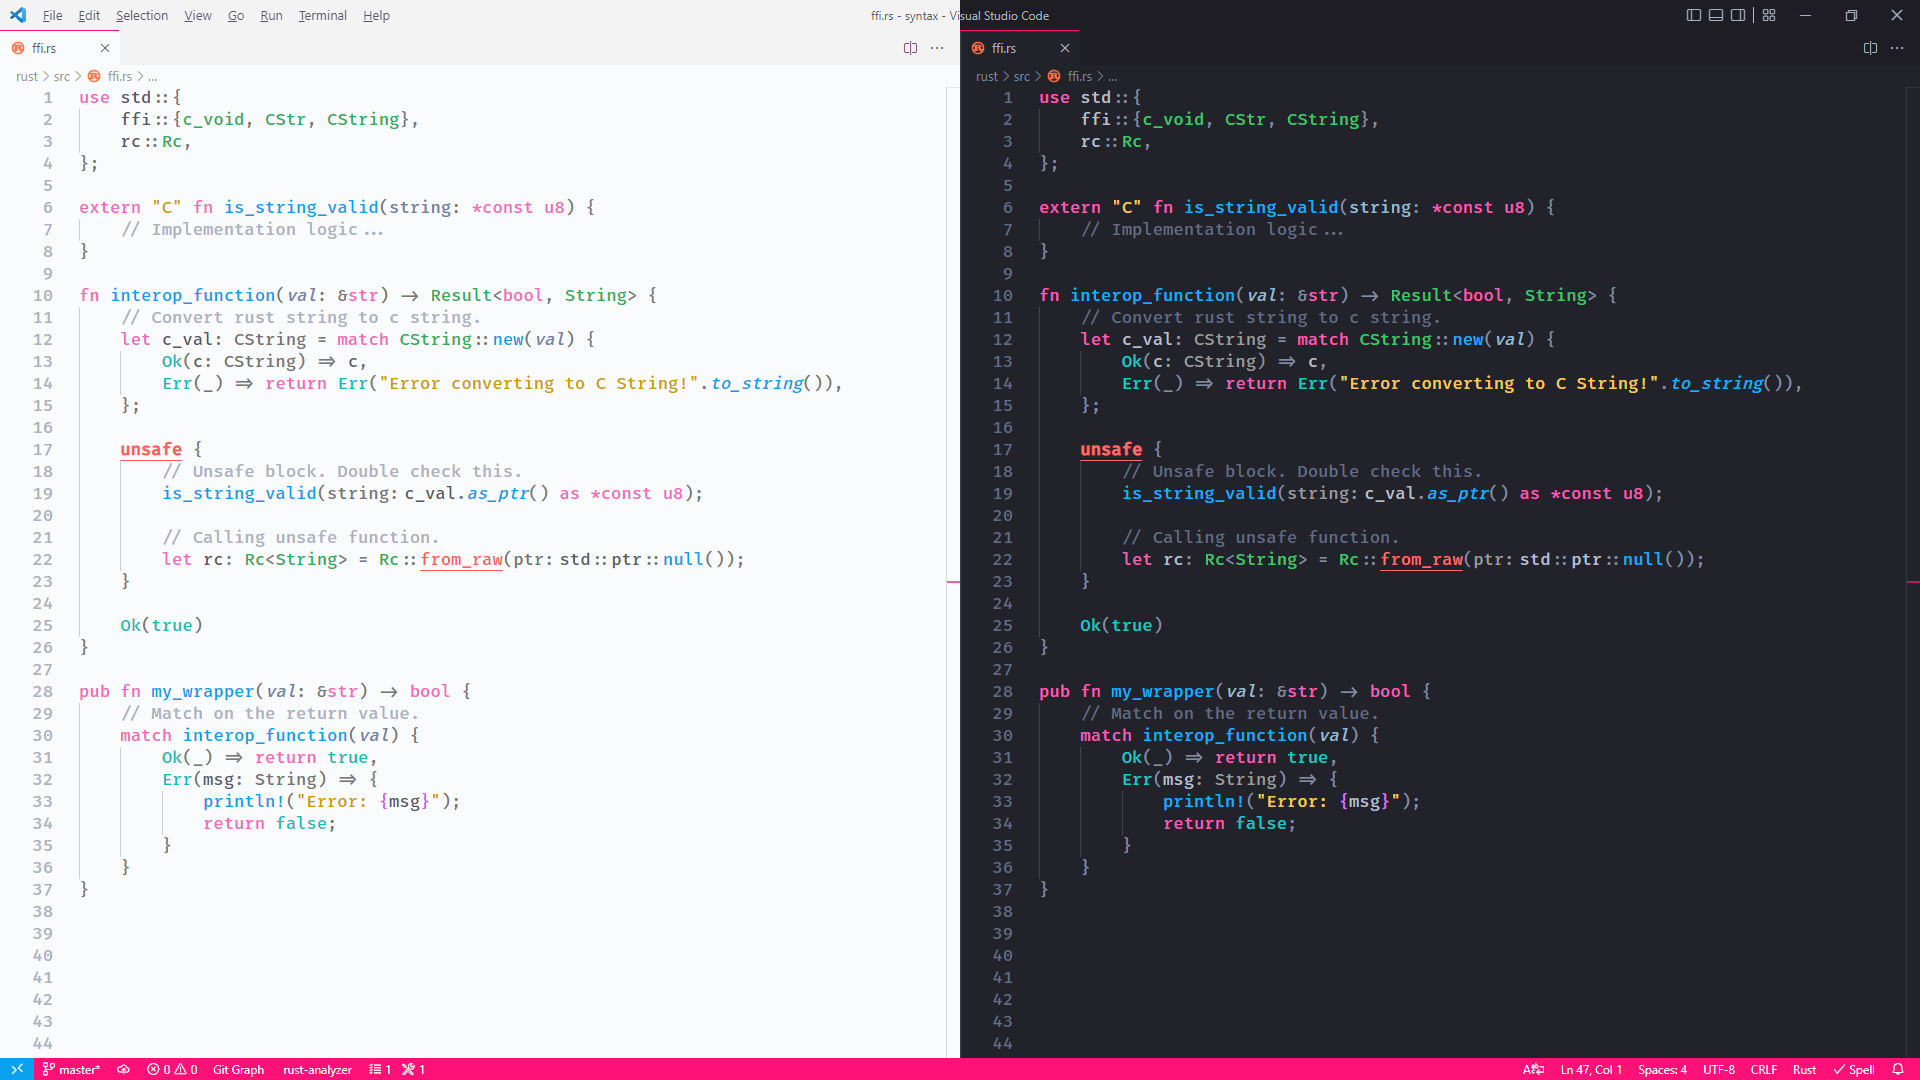 File Edit Selection View Go Run Terminal Help ffi.rs - syntax - Visual Studio Code
ffi.rs
rust > src > ffi.rs > ...
1 use std::{
2     ffi::{c_void, CStr, CString},
3     rc::Rc,
4 };
5
6 extern "C" fn is_string_valid(string: *const u8) {
7     // Implementation logic...
8 }
9
10 fn interop_function(val: &str) -> Result<bool, String> {
11     // Convert rust string to c string.
12     let c_val: CString = match CString::new(val) {
13         Ok(c: CString) => c,
14         Err(_) => return Err("Error converting to C String!".to_string()),
15     };
16
17     unsafe {
18         // Unsafe block. Double check this.
19         is_string_valid(string: c_val.as_ptr() as *const u8);
20
21         // Calling unsafe function.
22         let rc: Rc<String> = Rc::from_raw(ptr: std::ptr::null());
23     }
24
25     Ok(true)
26 }
27
28 pub fn my_wrapper(val: &str) -> bool {
29     // Match on the return value.
30     match interop_function(val) {
31         Ok(_) => return true,
32         Err(msg: String) => {
33             println!("Error: {msg}");
34             return false;
35         }
36     }
37 }
38
39
40
41
42
43
44
ffi.rs
rust > src > ffi.rs > ...
1 use std::{
2     ffi::{c_void, CStr, CString},
3     rc::Rc,
4 };
5
6 extern "C" fn is_string_valid(string: *const u8) {
7     // Implementation logic...
8 }
9
10 fn interop_function(val: &str) -> Result<bool, String> {
11     // Convert rust string to c string.
12     let c_val: CString = match CString::new(val) {
13         Ok(c: CString) => c,
14         Err(_) => return Err("Error converting to C String!".to_string()),
15     };
16
17     unsafe {
18         // Unsafe block. Double check this.
19         is_string_valid(string: c_val.as_ptr() as *const u8);
20
21         // Calling unsafe function.
22         let rc: Rc<String> = Rc::from_raw(ptr: std::ptr::null());
23     }
24
25     Ok(true)
26 }
27
28 pub fn my_wrapper(val: &str) -> bool {
29     // Match on the return value.
30     match interop_function(val) {
31         Ok(_) => return true,
32         Err(msg: String) => {
33             println!("Error: {msg}");
34             return false;
35         }
36     }
37 }
38
39
40
41
42
43
44
master* 0 0 Git Graph rust-analyzer 1 1 Ln 47, Col 1 Spaces: 4 UTF-8 CRLF Rust Spell